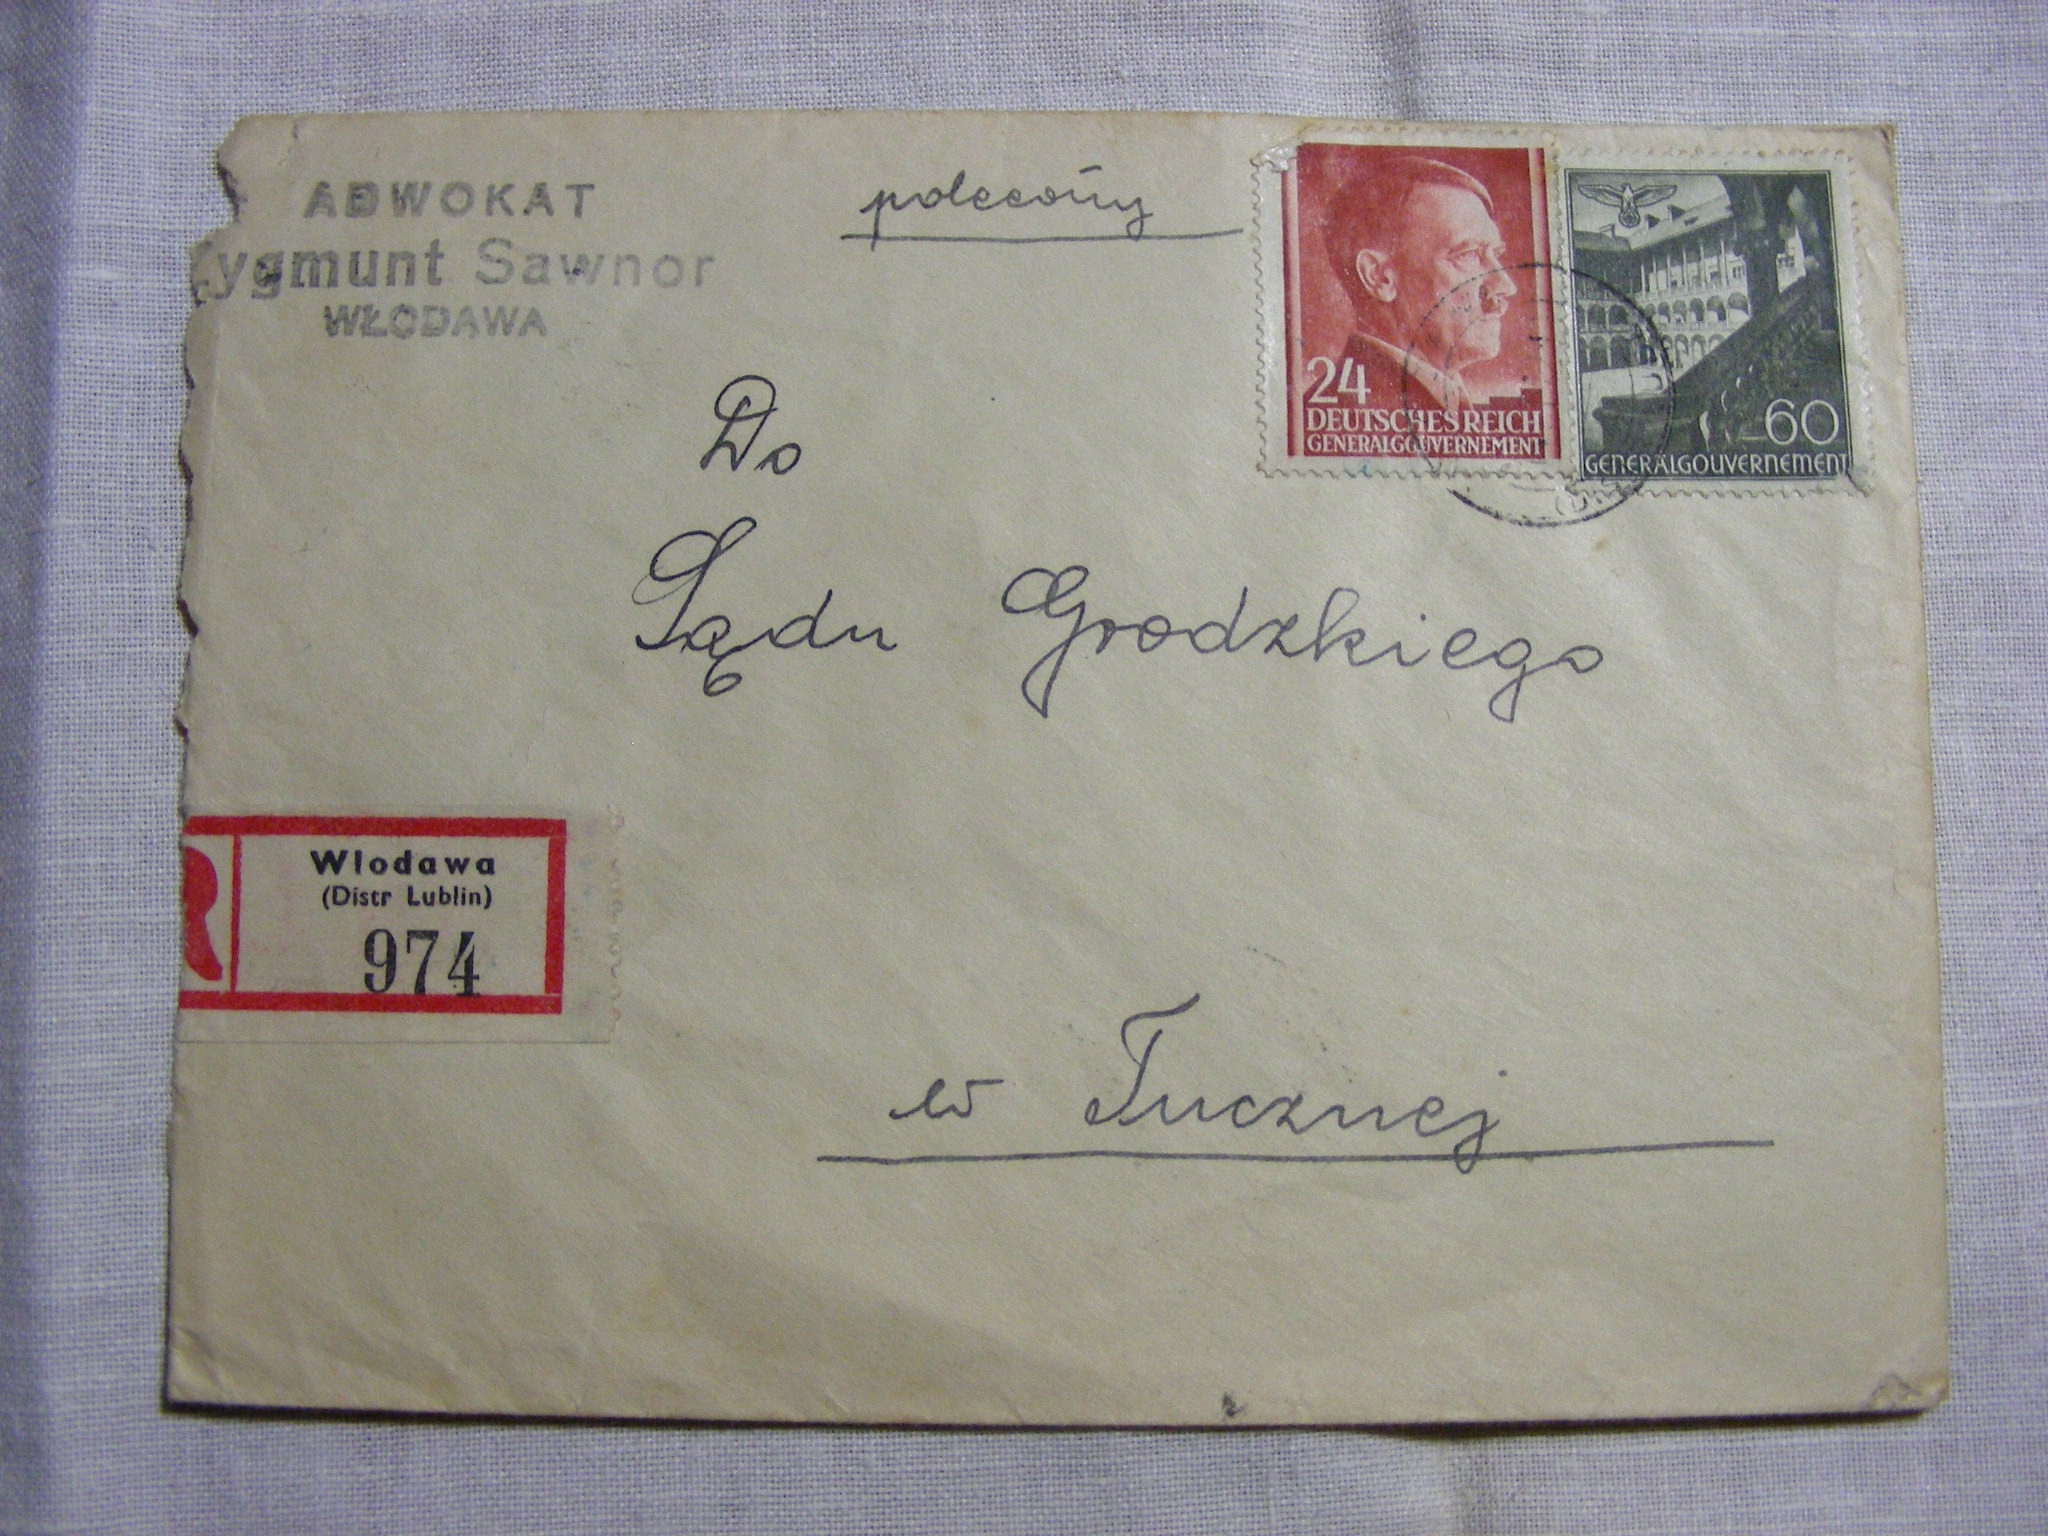 ADWOKAT
ygmunt Sawnor
WŁODAWA
polecony
24
DEUTSCHES REICH
GENERALGOUVERNEMENT
60
GENERALGOUVERNEMENT
Do
Sądu Grodzkiego
R
Wlodawa
(Distr Lublin)
974
w Tucznej